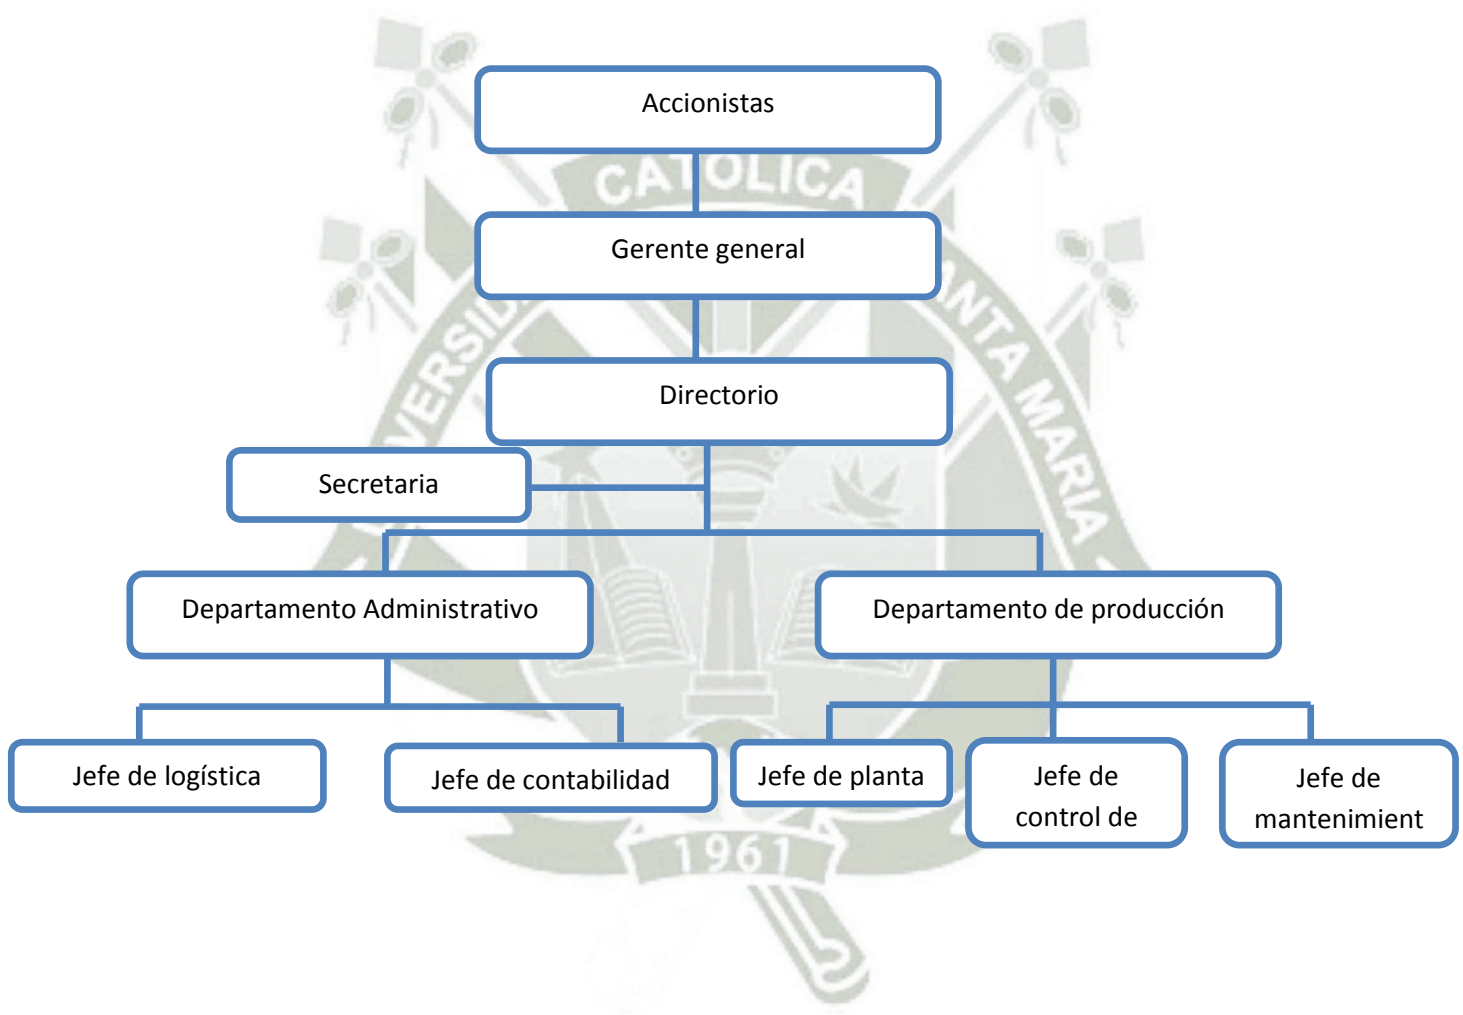 Accionistas
CATOLICA
Gerente general
ANTA MARIA
VERSID
Directorio
Secretaria
Departamento Administrativo
Departamento de producción
Jefe de logística
Jefe de contabilidad
Jefe de planta
Jefe de
control de
Jefe de
mantenimient
1961